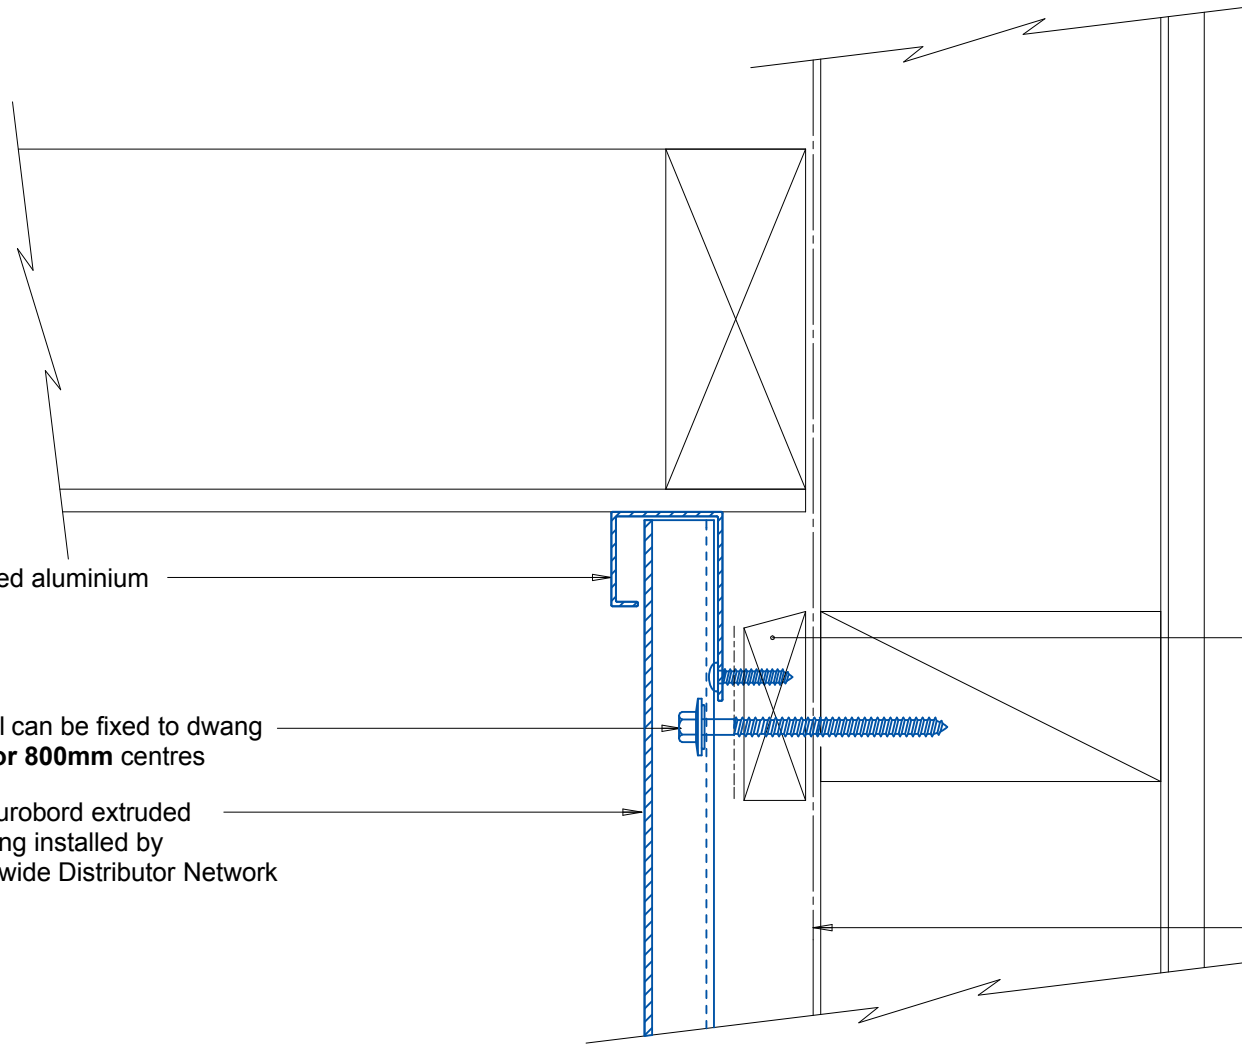 ed aluminium
l can be fixed to dwang
or 800mm centres
urobord extruded
ng installed by
wide Distributor Network